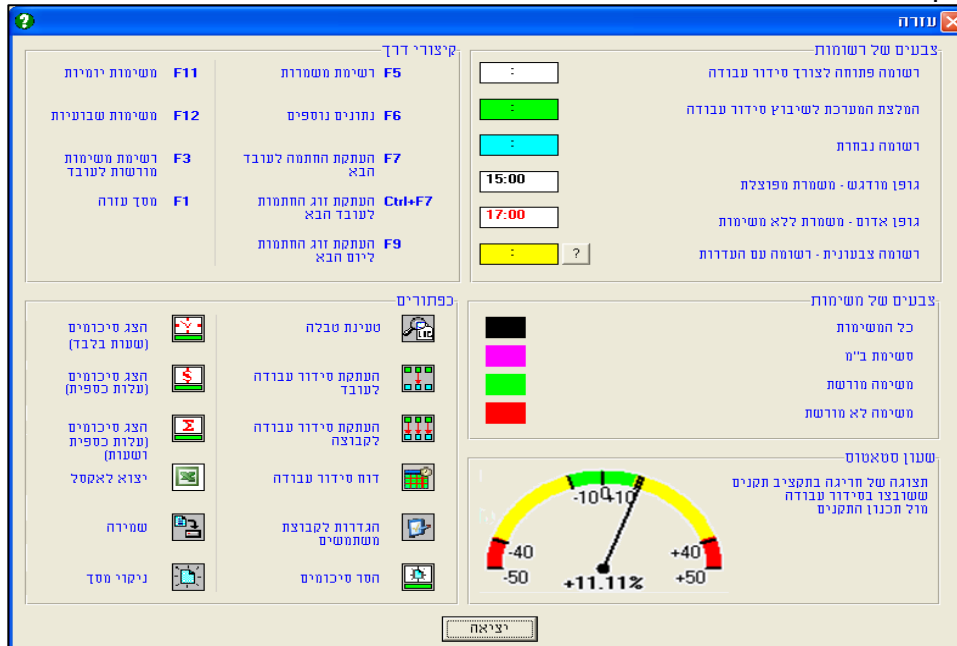 עזרה
צבעים של רשומות
רשומה פתוחה לצורך סידור עבודה
:
המלצת המערכת לשיבוץ סידור עבודה
:
רשומה נבחרת
:
גופן מודגש - משמרת מפוצלת
15:00
גופן אדום - משמרת ללא משימות
17:00
רשומה צבעונית - רשומה עם העדרות
?
:
קיצורי דרך
F5 רשימת משמרות
F6 נתונים נוספים
F7 העתקת החתמה לעובד
הבא
Ctrl+F7 העתקת זוג החתמות
לעובד הבא
F9 העתקת זוג החתמות
ליום הבא
F11 משימות יומיות
F12 משימות שבועיות
F3 רשימת משימות
מורשות לעובד
F1 מסך עזרה
צבעים של משימות
כל המשימות
סשימת ב"מ
משימה מורשת
משימה לא מורשת
שעון סטאטוס
תצוגה של חריגה בתקציב תקנים
ששובצו בסידור עבודה
מול תכנון התקנים
-10 0 +10
-40 +40
-50 +50
+11.11%
כפתורים
טעינת טבלה
העתקת סידור עבודה
לעובד
העתקת סידור עבודה
לקבוצה
דוח סידור עבודה
הגדרות לקבוצת
משתמשים
הסר סיכומים
הצג סיכומים
(שעות בלבד)
הצג סיכומים
(עלות כספית)
הצג סיכומים
(עלות כספית
ושעות)
יצוא לאקסל
שמירה
ניקוי מסך
יציאה